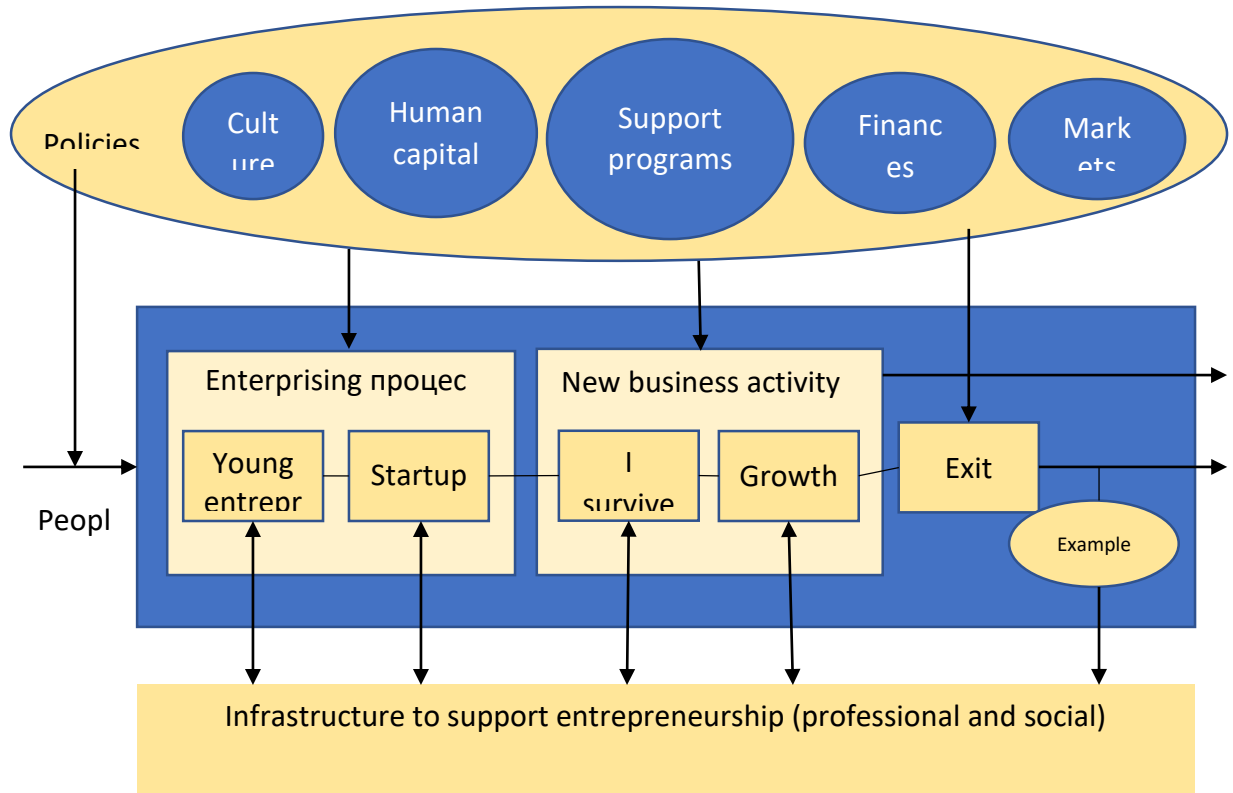 Policies
Cult
ure
Human
capital
Support
programs
Financ
es
Mark
ets
Enterprising процес
New business activity
Young
entrepr
Startup
I
survive
Growth
Exit
Peopl
Example
Infrastructure to support entrepreneurship (professional and social)